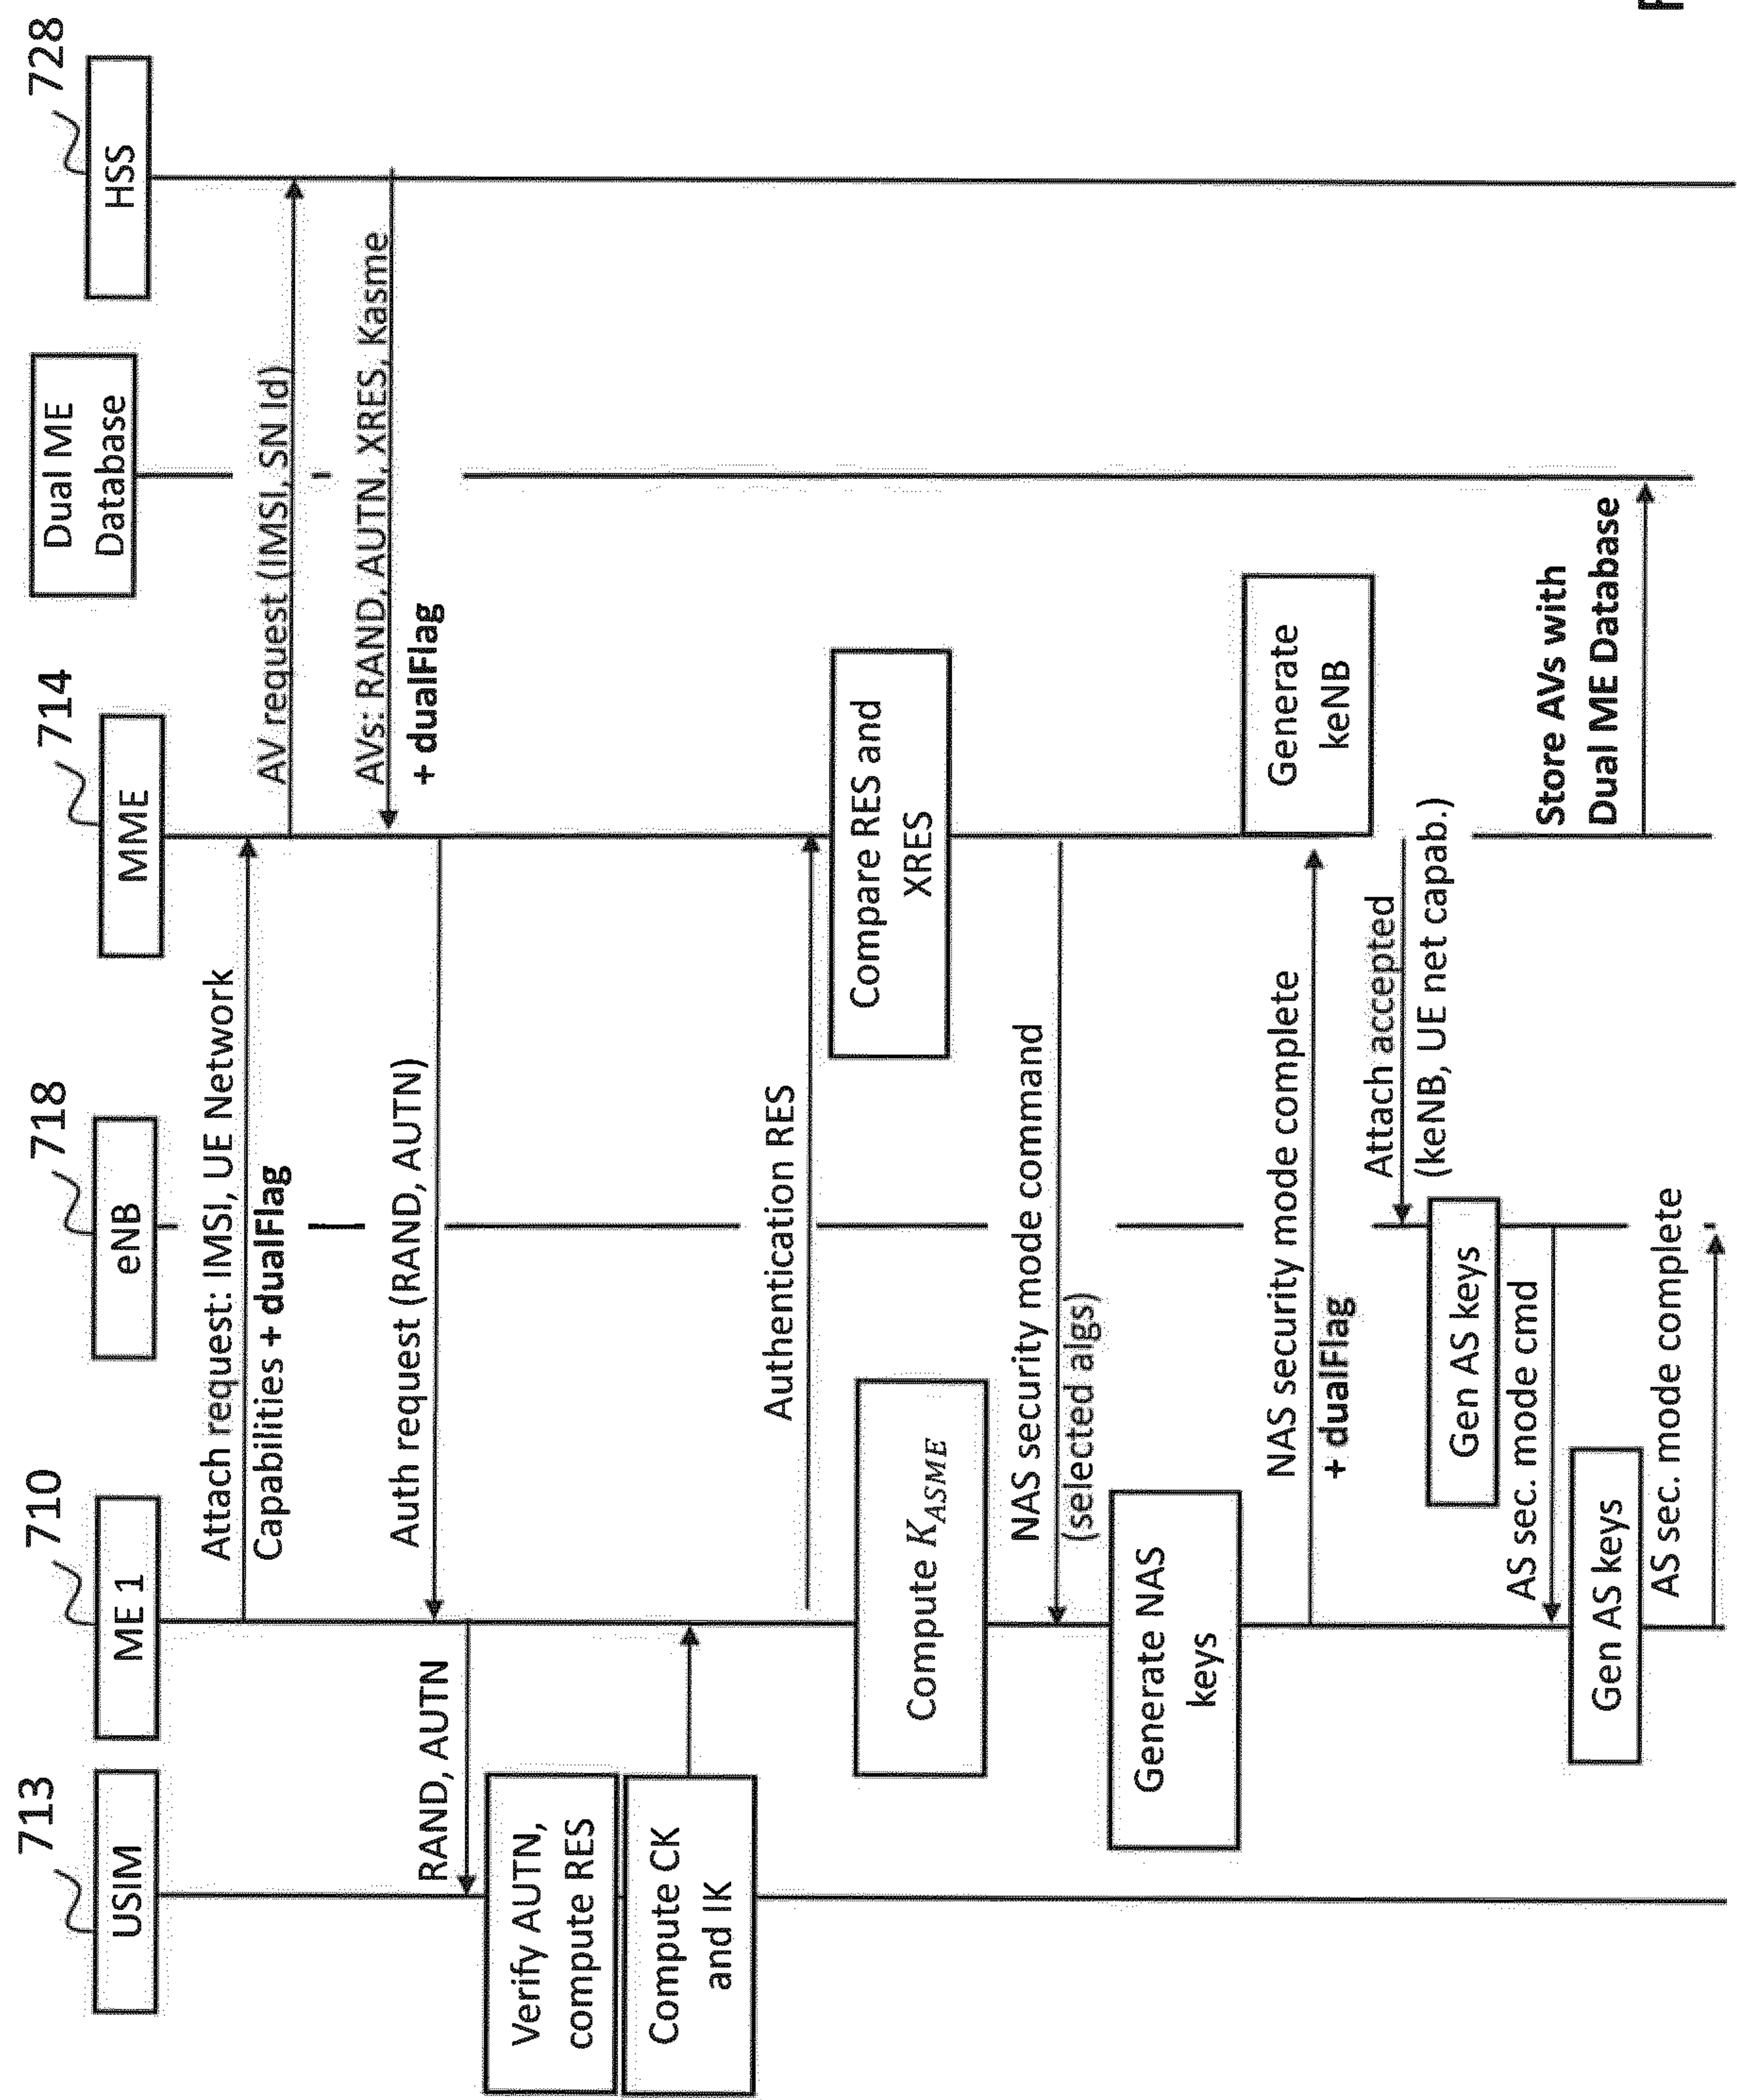 713
710
718
714
728
USIM
ME 1
eNB
MME
Dual ME
Database
HSS
Attach request: IMSI, UE Network
Capabilities + dualFlag
AV request (IMSI, SN Id)
AVs: RAND, AUTN, XRES, Kasme
+ dualFlag
Auth request (RAND, AUTN)
RAND, AUTN
Verify AUTN,
compute RES
Compute CK
and IK
Authentication RES
Compare RES and
XRES
Compute K_ASME
NAS security mode command
(selected algs)
Generate NAS
keys
NAS security mode complete
+ dualFlag
Generate
keNB
Attach accepted
(keNB, UE net capab.)
Gen AS keys
AS sec. mode cmd
Store AVs with
Dual ME Database
Gen AS keys
AS sec. mode complete